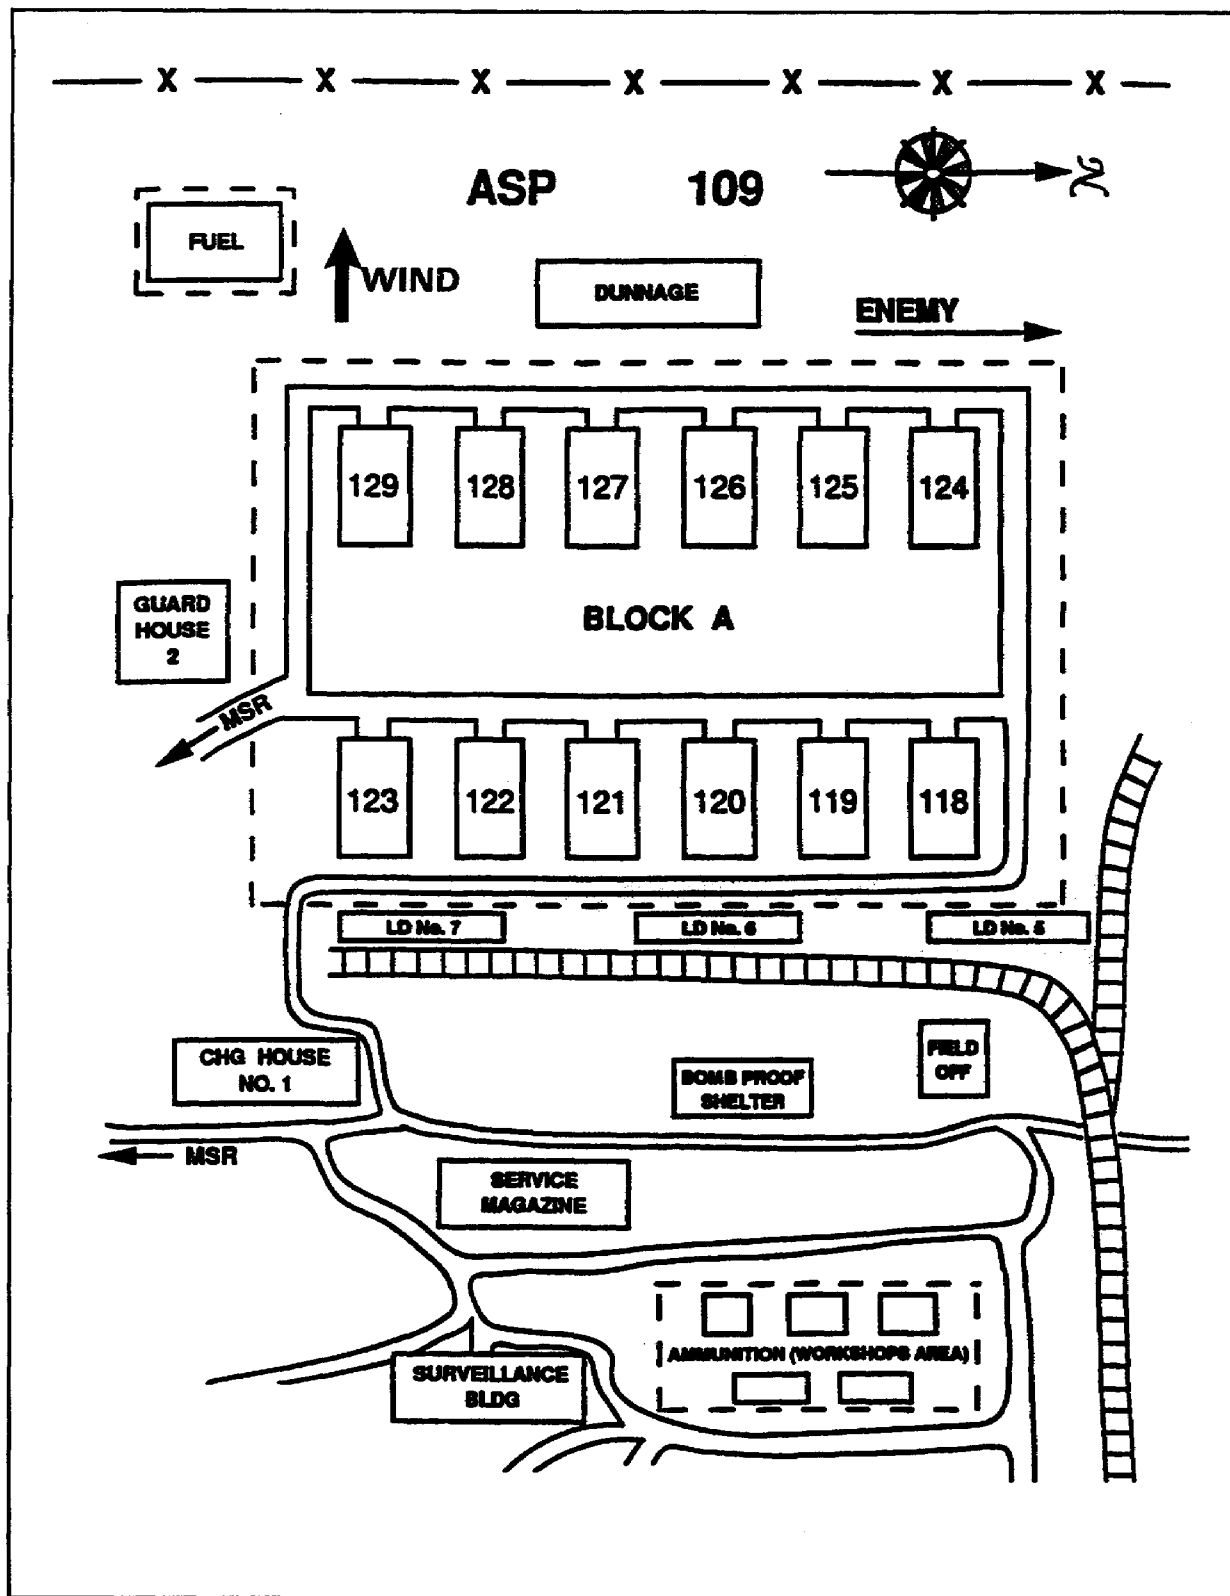 X X X X X X X
ASP 109
N
FUEL
WIND
DUNNAGE
ENEMY
129 128 127 126 125 124
GUARD
HOUSE
2
BLOCK A
MSR
123 122 121 120 119 118
LD No. 7 LD No. 6 LD No. 5
CHG HOUSE
NO. 1
BOMB PROOF
SHELTER
FIELD
OFF
MSR
SERVICE
MAGAZINE
AMMUNITION (WORKSHOPS AREA)
SURVEILLANCE
BLDG